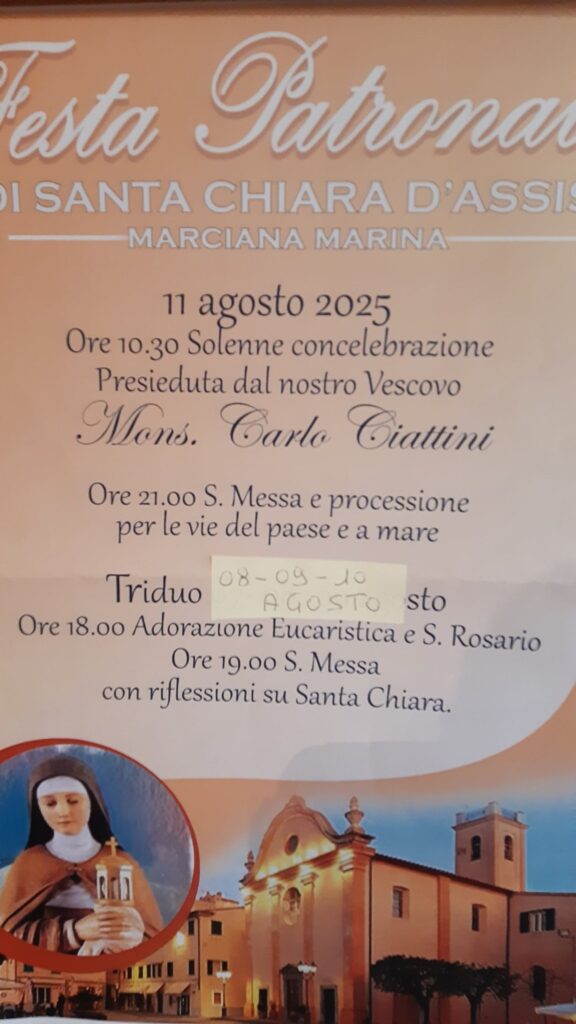 Festa Patronal
DI SANTA CHIARA D'ASSIS
MARCIANA MARINA
11 agosto 2025
Ore 10.30 Solenne concelebrazione
Presieduta dal nostro Vescovo
Mons. Carlo Ciattini
Ore 21.00 S. Messa e processione
per le vie del paese e a mare
Triduo 08-09-10 AGOSTO sto
Ore 18.00 Adorazione Eucaristica e S. Rosario
Ore 19.00 S. Messa
con riflessioni su Santa Chiara.